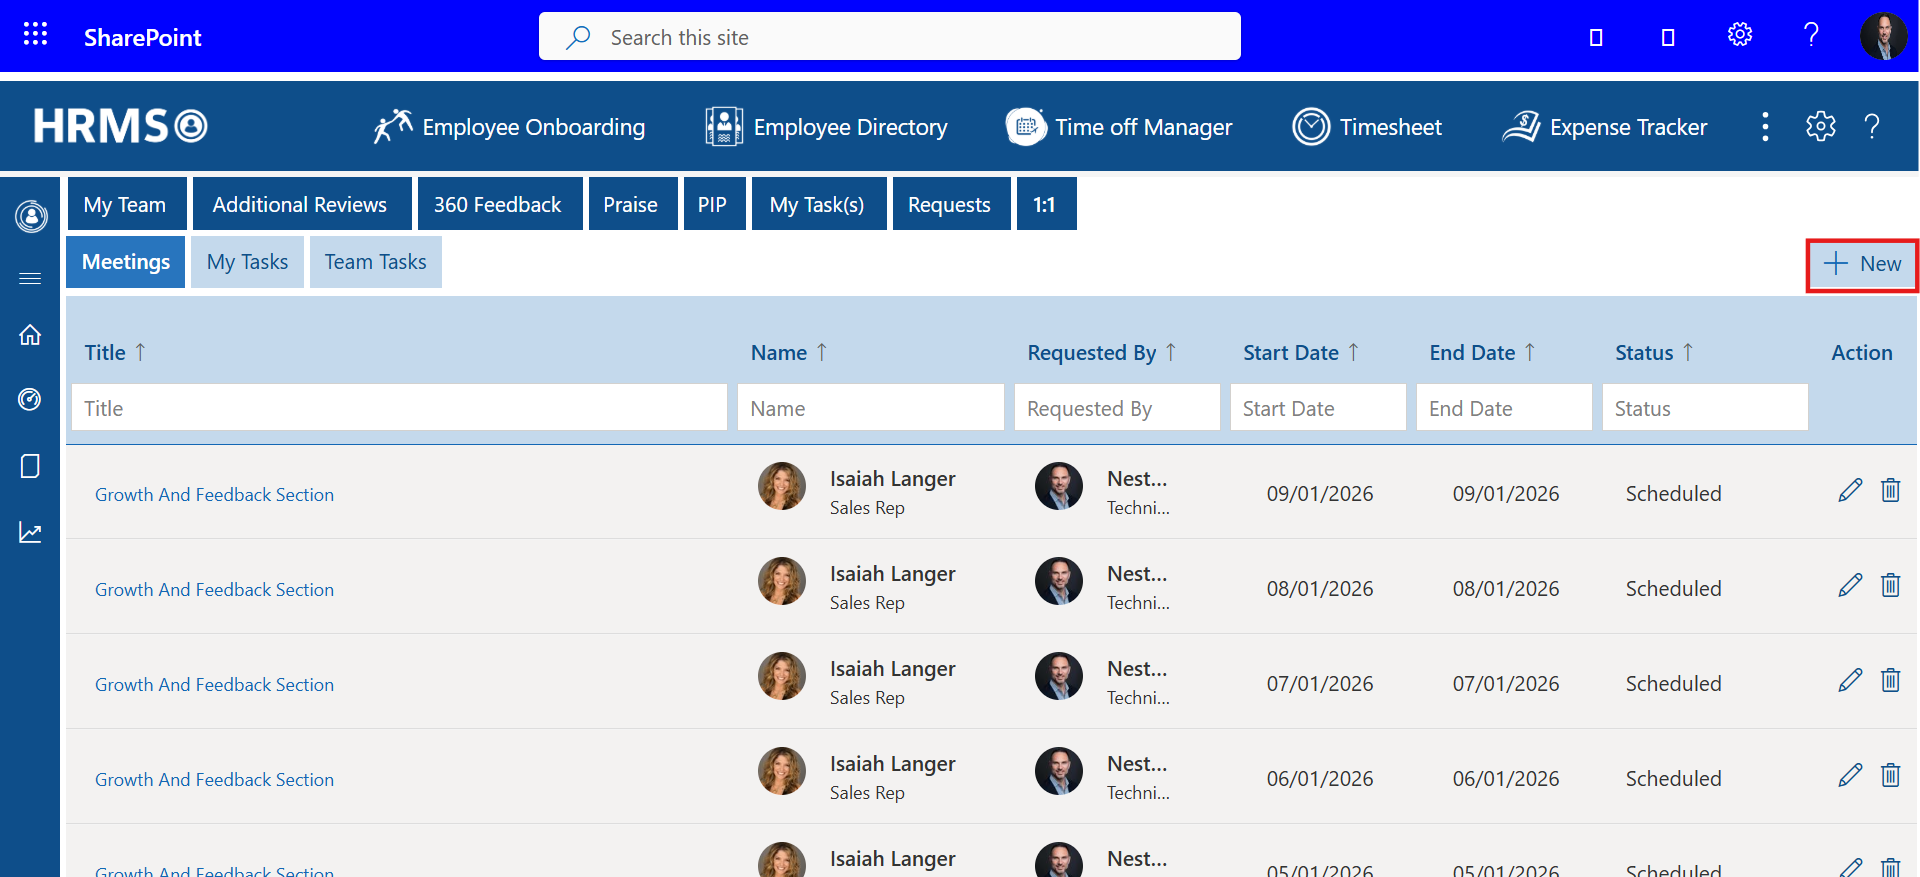 SharePoint
Search this site
HRMS
Employee Onboarding
Employee Directory
Time off Manager
Timesheet
Expense Tracker
My Team
Additional Reviews
360 Feedback
Praise
PIP
My Task(s)
Requests
1:1
Meetings
My Tasks
Team Tasks
New
Title
Name
Requested By
Start Date
End Date
Status
Action
Title
Name
Requested By
Start Date
End Date
Status
Growth And Feedback Section
Isaiah Langer
Sales Rep
Nest...
Techni...
09/01/2026
09/01/2026
Scheduled
Growth And Feedback Section
Isaiah Langer
Sales Rep
Nest...
Techni...
08/01/2026
08/01/2026
Scheduled
Growth And Feedback Section
Isaiah Langer
Sales Rep
Nest...
Techni...
07/01/2026
07/01/2026
Scheduled
Growth And Feedback Section
Isaiah Langer
Sales Rep
Nest...
Techni...
06/01/2026
06/01/2026
Scheduled
Growth And Feedback Section
Isaiah Langer
Nest...
05/01/2026
05/01/2026
Scheduled